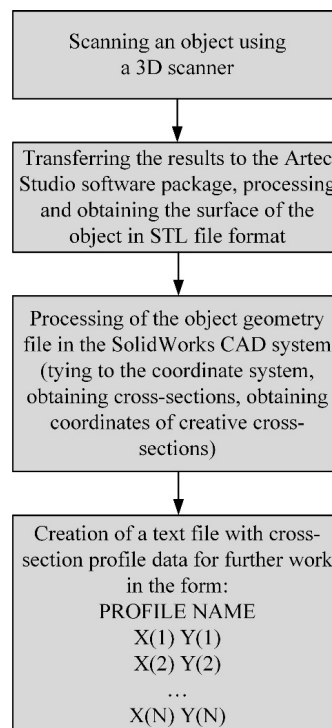 Scanning an object using
a 3D scanner
Transferring the results to the Artec
Studio software package, processing
and obtaining the surface of the
object in STL file format
Processing of the object geometry
file in the SolidWorks CAD system
(tying to the coordinate system,
obtaining cross-sections, obtaining
coordinates of creative cross-
sections)
Creation of a text file with cross-
section profile data for further work
in the form:
PROFILE NAME
X(1) Y(1)
X(2) Y(2)
…
X(N) Y(N)